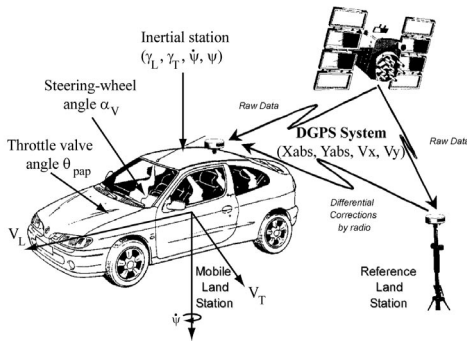 Inertial station
(γL, γT, ψ̇, ψ)
Steering-wheel
angle αV
Throttle valve
angle θpap
Raw Data
DGPS System
(Xabs, Yabs, Vx, Vy)
Raw Data
Differential
Corrections
by radio
VL
Mobile
Land
Station
VT
ψ̇
Reference
Land
Station